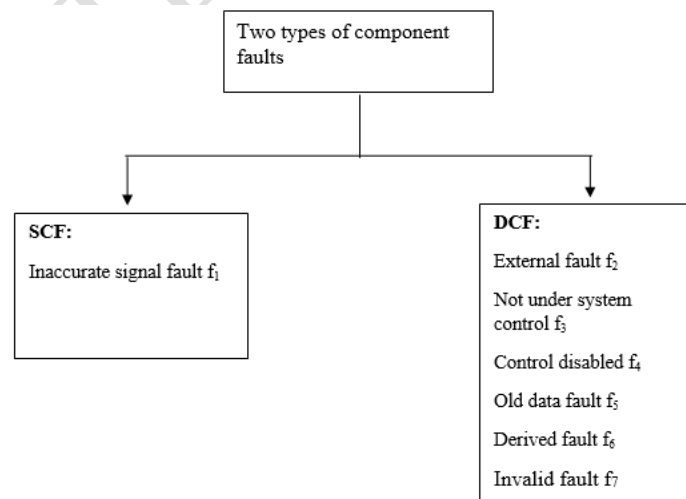 Two types of component
faults
SCF:
Inaccurate signal fault f₁
DCF:
External fault f₂
Not under system
control f₃
Control disabled f₄
Old data fault f₅
Derived fault f₆
Invalid fault f₇